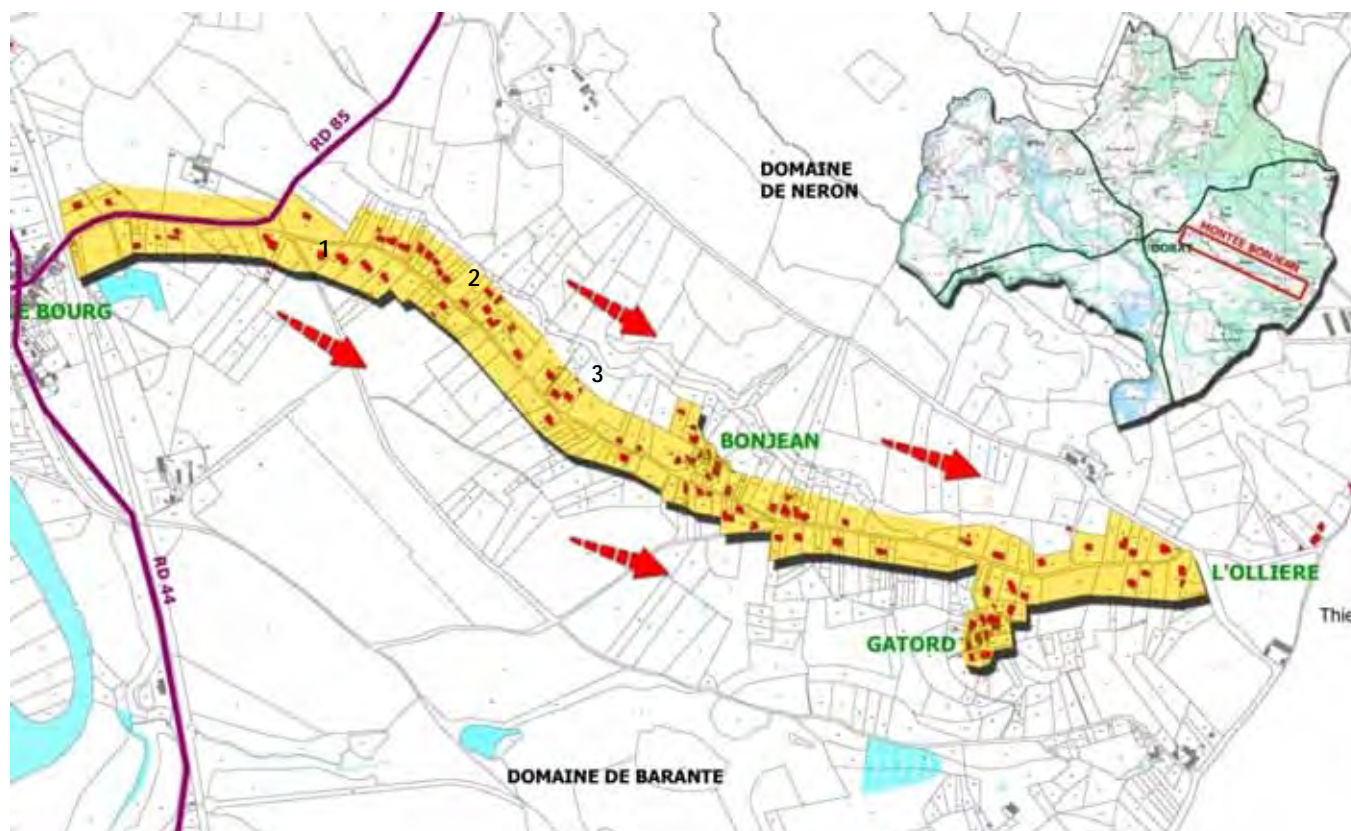 RD 85
DOMAINE
DE NERON
DORAT
MONTEE BONJEAN
1
2
E BOURG
3
BONJEAN
RD 44
L'OLLIERE
GATORD
Thie
DOMAINE DE BARANTE